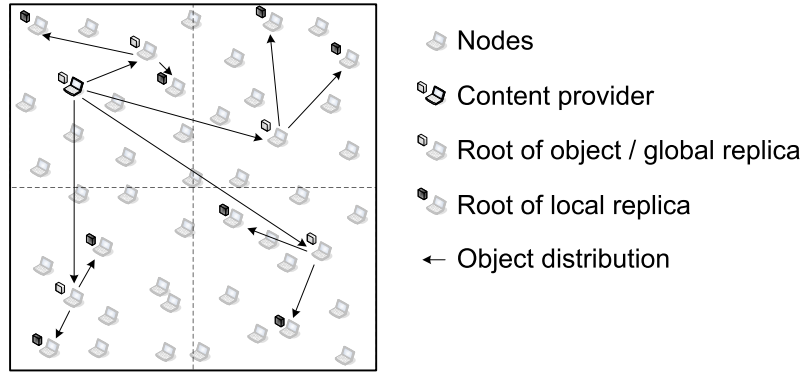 Nodes
Content provider
Root of object / global replica
Root of local replica
Object distribution